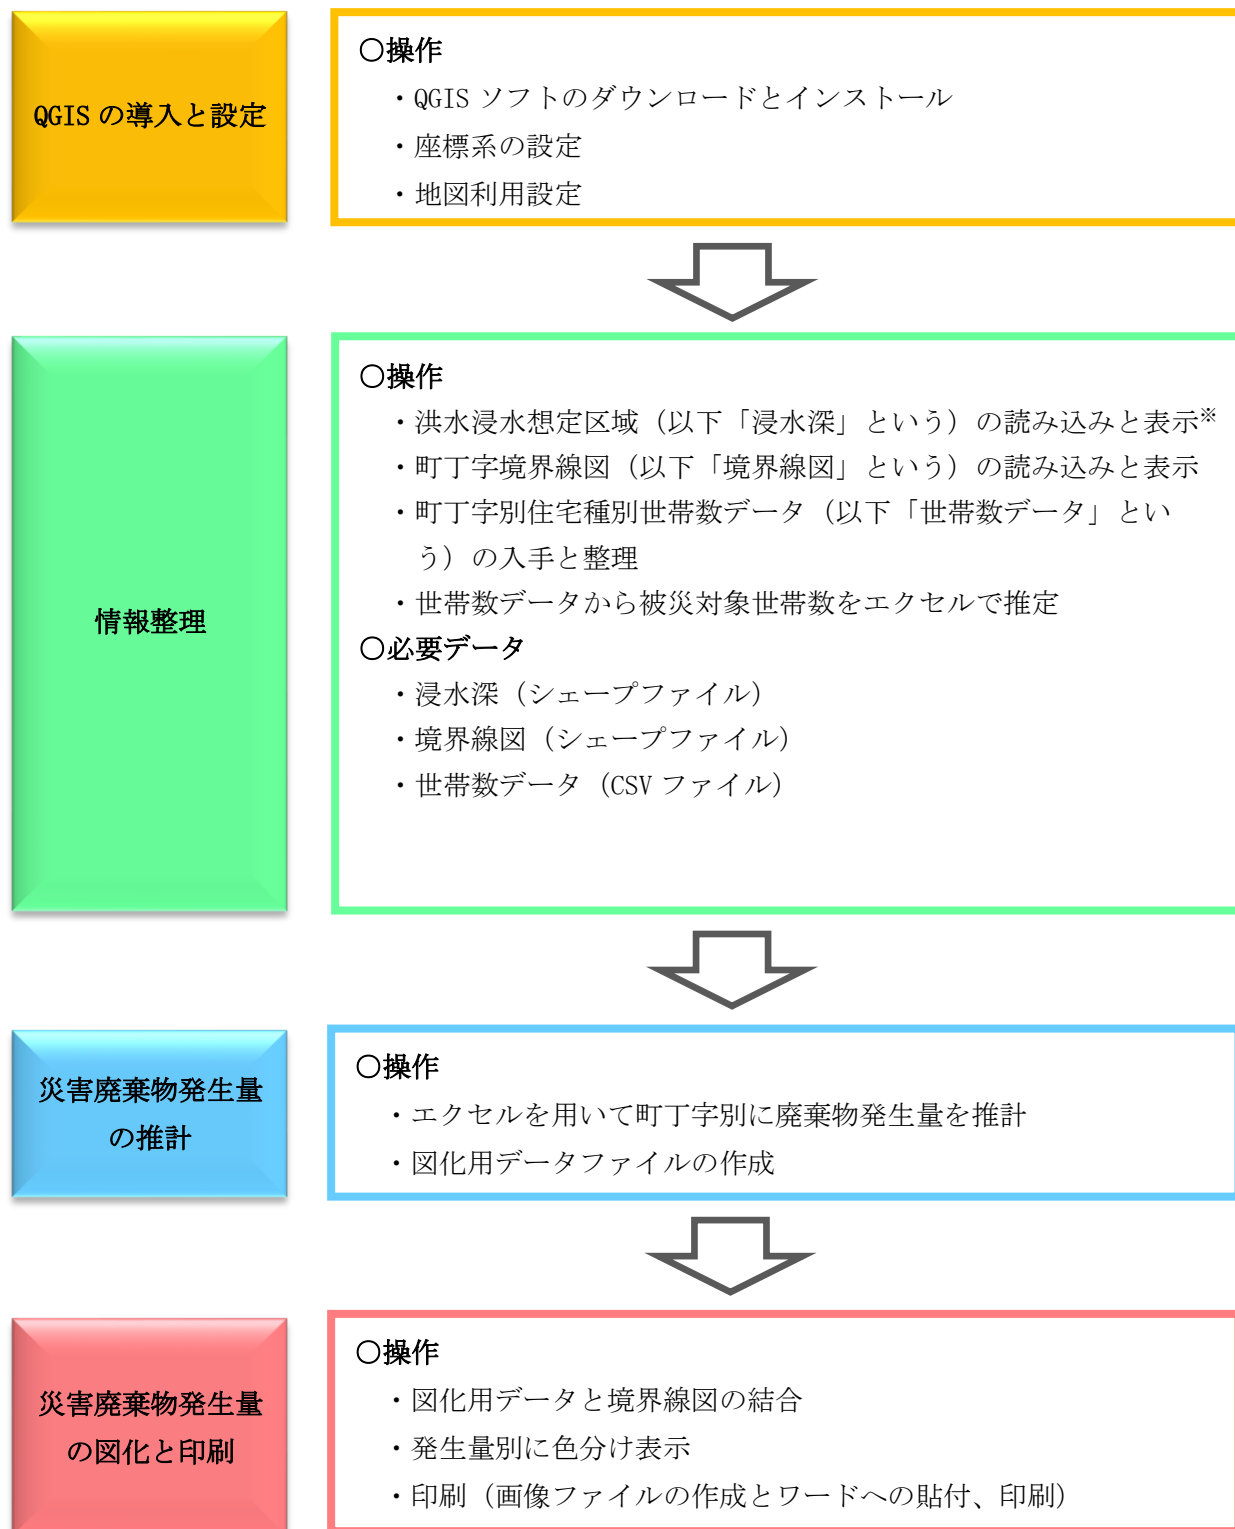 QGIS の導入と設定
〇操作
・QGIS ソフトのダウンロードとインストール
・座標系の設定
・地図利用設定
情報整理
〇操作
・洪水浸水想定区域（以下「浸水深」という）の読み込みと表示※
・町丁字境界線図（以下「境界線図」という）の読み込みと表示
・町丁字別住宅種別世帯数データ（以下「世帯数データ」とい
う）の入手と整理
・世帯数データから被災対象世帯数をエクセルで推定
〇必要データ
・浸水深（シェープファイル）
・境界線図（シェープファイル）
・世帯数データ（CSV ファイル）
災害廃棄物発生量
の推計
〇操作
・エクセルを用いて町丁字別に廃棄物発生量を推計
・図化用データファイルの作成
災害廃棄物発生量
の図化と印刷
〇操作
・図化用データと境界線図の結合
・発生量別に色分け表示
・印刷（画像ファイルの作成とワードへの貼付、印刷）